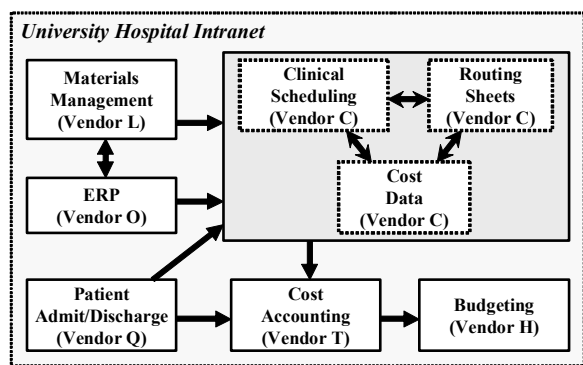 University Hospital Intranet
Materials
Management
(Vendor L)
Clinical
Scheduling
(Vendor C)
Routing
Sheets
(Vendor C)
ERP
(Vendor O)
Cost
Data
(Vendor C)
Patient
Admit/Discharge
(Vendor Q)
Cost
Accounting
(Vendor T)
Budgeting
(Vendor H)